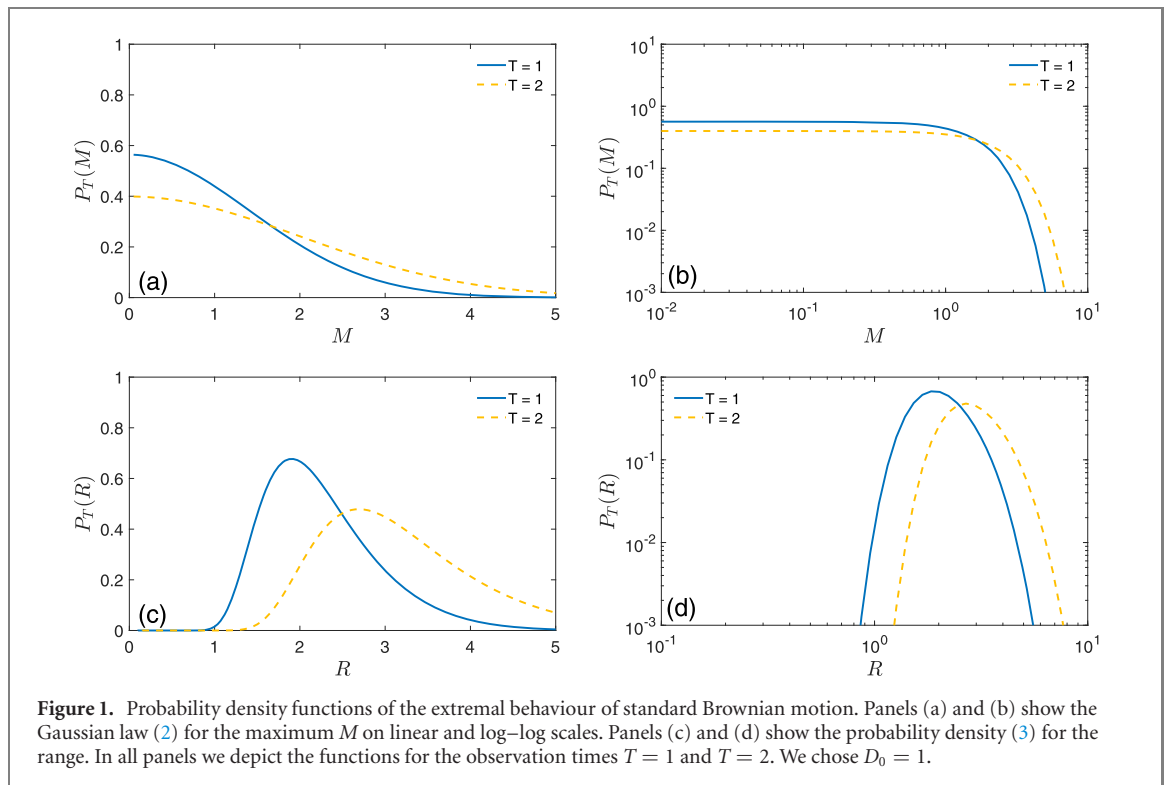 1
0.8
0.6
0.4
0.2
0
P_T(M)
T = 1
T = 2
(a)
0 1 2 3 4 5
M
10^1
10^0
10^-1
10^-2
10^-3
P_T(M)
T = 1
T = 2
(b)
10^-2 10^-1 10^0 10^1
M
1
0.8
0.6
0.4
0.2
0
P_T(R)
T = 1
T = 2
(c)
0 1 2 3 4 5
R
10^0
10^-1
10^-2
10^-3
P_T(R)
T = 1
T = 2
(d)
10^-1 10^0 10^1
R
Figure 1. Probability density functions of the extremal behaviour of standard Brownian motion. Panels (a) and (b) show the
Gaussian law (2) for the maximum M on linear and log–log scales. Panels (c) and (d) show the probability density (3) for the
range. In all panels we depict the functions for the observation times T = 1 and T = 2. We chose D_0 = 1.